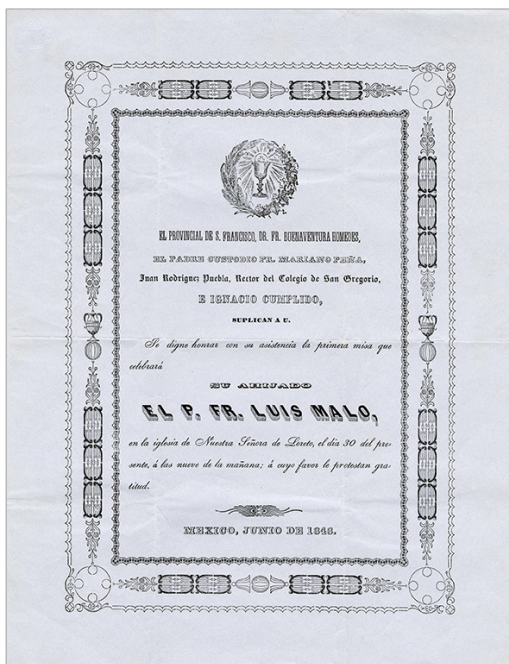 EL PROVINCIAL DE S. FRANCISCO, DR. FR. BUENAVENTURA HOMEDES,
EL PADRE CUSTODIO FR. MARIANO PEÑA,
Juan Rodriguez Puebla, Rector del Colegio de San Gregorio,
E IGNACIO CUMPLIDO,
SUPLICAN A U.
Se digne honrar con su asistencia la primera misa que
celebrará
SU AHIJADO
EL P. FR. LUIS MALO,
en la iglesia de Nuestra Señora de Loreto, el dia 30 del pre-
sente, á las nueve de la mañana; á cuyo favor le protestan gra-
titud.
MEXICO, JUNIO DE 1846.